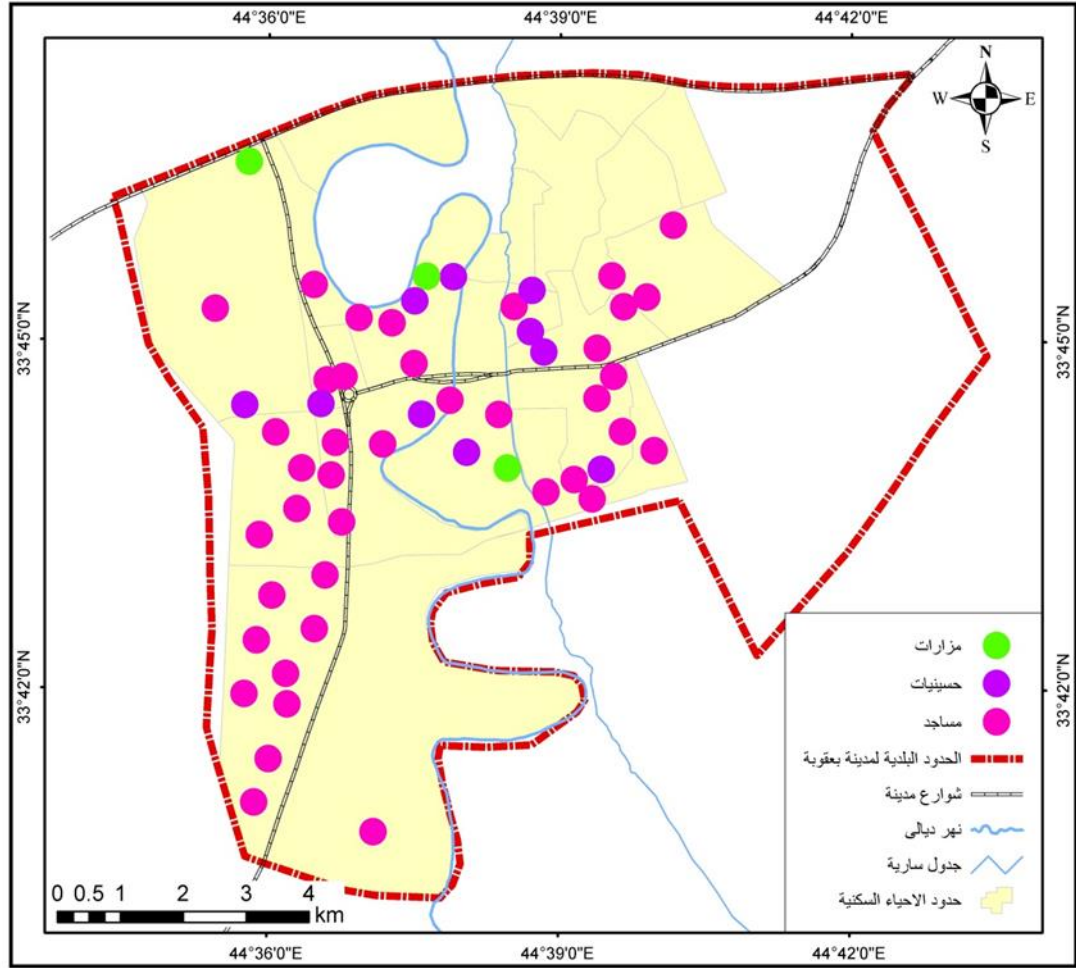 44°36'0"E
44°39'0"E
44°42'0"E
N
W
E
S
33°45'0"N
33°45'0"N
33°42'0"N
33°42'0"N
مزارات
حسينيات
مساجد
الحدود البلدية لمدينة بعقوبة
شوارع مدينة
نهر ديالى
جدول سارية
حدود الاحياء السكنية
0 0.5 1 2 3 4
km
44°36'0"E
44°39'0"E
44°42'0"E